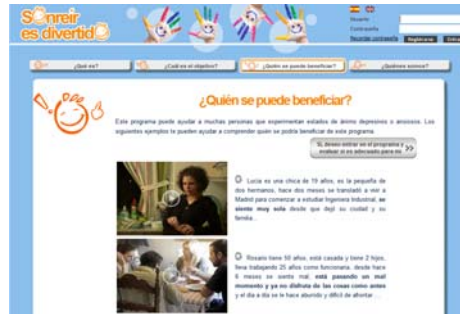 Sonreir
es divertido
Usuario
Contraseña
Recordar contraseña Registrarse Entrar
¿Qué es?
¿Cuál es el objetivo?
¿Quién se puede beneficiar?
¿Quiénes somos?
¿Quién se puede beneficiar?
Este programa puede ayudar a muchas personas que experimentan estados de ánimo depresivos o ansiosos. Los
siguientes ejemplos te pueden ayudar a comprender quién se podría beneficiar de este programa.
Sí, deseo entrar en el programa y
evaluar si es adecuado para mí >>
Lucía es una chica de 19 años, es la pequeña de
dos hermanos, hace dos meses se transladó a vivir a
Madrid para comenzar a estudiar Ingeniera Industrial, se
siente muy sola desde que dejó su ciudad y su
familia...
Rosario tiene 50 años, está casada y tiene 2 hijos,
lleva trabajando 25 años como funcionaria, desde hace
6 meses se siente mal, está pasando un mal
momento y ya no disfruta de las cosas como antes
y el día a día se le hace aburrido y difícil de afrontar ...